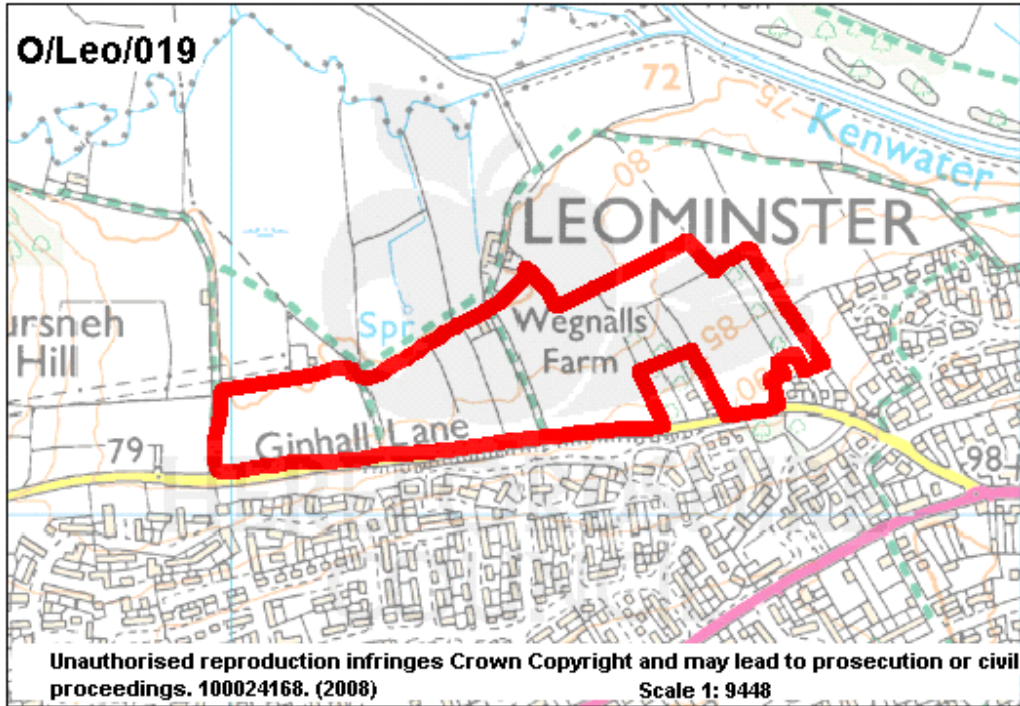 O/Leo/019
72
75
Kenwater
80
LEOMINSTER
Spr
Wegnalls
Farm
85
ursneh
Hill
79
Ginhall Lane
98
Unauthorised reproduction infringes Crown Copyright and may lead to prosecution or civil
proceedings. 100024168. (2008)
Scale 1: 9448